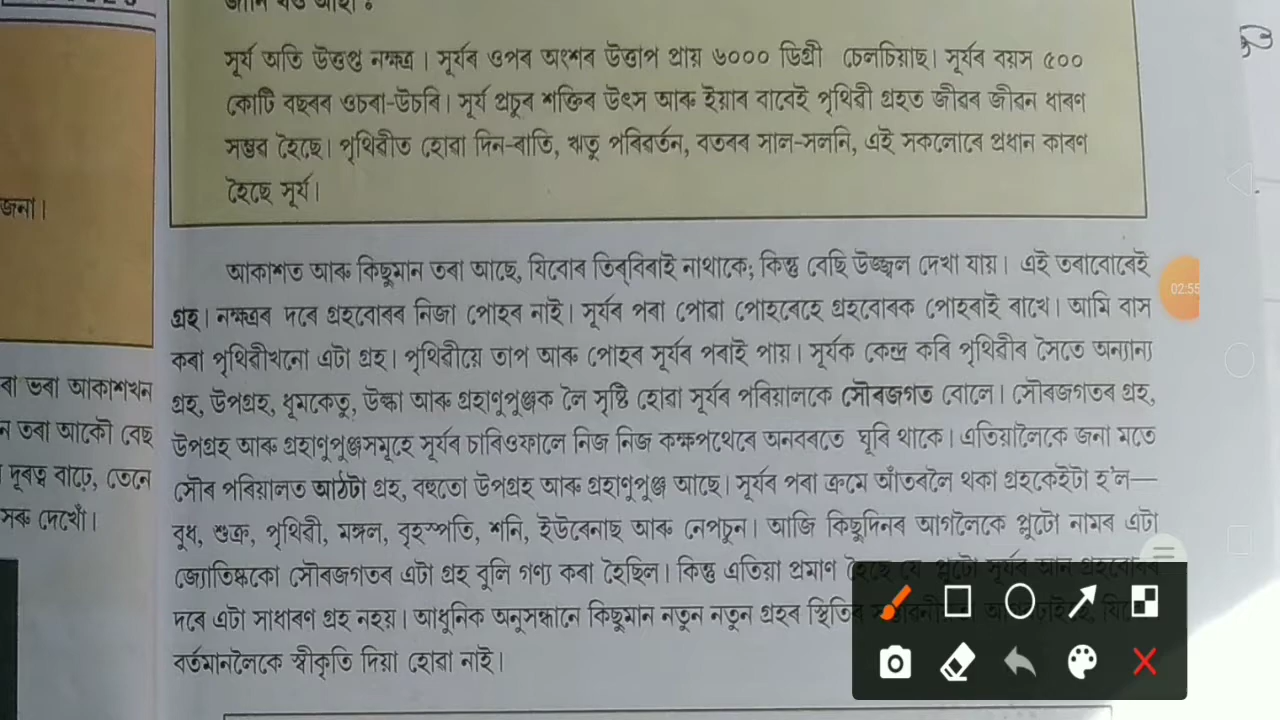 সূৰ্য অতি উত্তপ্ত নক্ষত্ৰ। সূৰ্যৰ ওপৰ অংশৰ উত্তাপ প্ৰায় ৬০০০ ডিগ্ৰী চেলচিয়াছ। সূৰ্যৰ বয়স ৫০০
কোটি বছৰৰ ওচৰা-উচৰি। সূৰ্য প্ৰচুৰ শক্তিৰ উৎস আৰু ইয়াৰ বাবেই পৃথিৱী গ্ৰহত জীৱৰ জীৱন ধাৰণ
সম্ভৱ হৈছে। পৃথিৱীত হোৱা দিন-ৰাতি, ঋতু পৰিৱৰ্তন, বতৰৰ সাল-সলনি, এই সকলোৰে প্ৰধান কাৰণ
হৈছে সূৰ্য।
জনা।
আকাশত আৰু কিছুমান তৰা আছে, যিবোৰ তিৰ্‌বিৰাই নাথাকে; কিন্তু বেছি উজ্জ্বল দেখা যায়। এই তৰাবোৰেই
গ্ৰহ। নক্ষত্ৰৰ দৰে গ্ৰহবোৰৰ নিজা পোহৰ নাই। সূৰ্যৰ পৰা পোৱা পোহৰেহে গ্ৰহবোৰক পোহৰাই ৰাখে। আমি বাস
কৰা পৃথিৱীখনো এটা গ্ৰহ। পৃথিৱীয়ে তাপ আৰু পোহৰ সূৰ্যৰ পৰাই পায়। সূৰ্যক কেন্দ্ৰ কৰি পৃথিৱীৰ সৈতে অন্যান্য
ৰা তৰা আকাশখন
গ্ৰহ, উপগ্ৰহ, ধূমকেতু, উল্কা আৰু গ্ৰহাণুপুঞ্জক লৈ সৃষ্টি হোৱা সূৰ্যৰ পৰিয়ালকে সৌৰজগত বোলে। সৌৰজগতৰ গ্ৰহ,
ন তৰা আকৌ বেছ
উপগ্ৰহ আৰু গ্ৰহাণুপুঞ্জসমূহে সূৰ্যৰ চাৰিওফালে নিজ নিজ কক্ষপথেৰে অনবৰতে ঘূৰি থাকে। এতিয়ালৈকে জনা মতে
দূৰত্ব বাঢ়ে, তেনে
সৌৰ পৰিয়ালত আঠটা গ্ৰহ, বহুতো উপগ্ৰহ আৰু গ্ৰহাণুপুঞ্জ আছে। সূৰ্যৰ পৰা ক্ৰমে আঁতৰলৈ থকা গ্ৰহকেইটা হ'ল—
সৰু দেখোঁ।
বুধ, শুক্ৰ, পৃথিৱী, মঙ্গল, বৃহস্পতি, শনি, ইউৰেনাছ আৰু নেপচুন। আজি কিছুদিনৰ আগলৈকে প্লুটো নামৰ এটা
জ্যোতিষ্ককো সৌৰজগতৰ এটা গ্ৰহ বুলি গণ্য কৰা হৈছিল। কিন্তু এতিয়া প্ৰমাণ হৈছে যে প্লুটো সূৰ্যৰ আন গ্ৰহবোৰৰ
দৰে এটা সাধাৰণ গ্ৰহ নহয়। আধুনিক অনুসন্ধানে কিছুমান নতুন নতুন গ্ৰহৰ স্থিতিৰ
বৰ্তমানলৈকে স্বীকৃতি দিয়া হোৱা নাই।
02:55